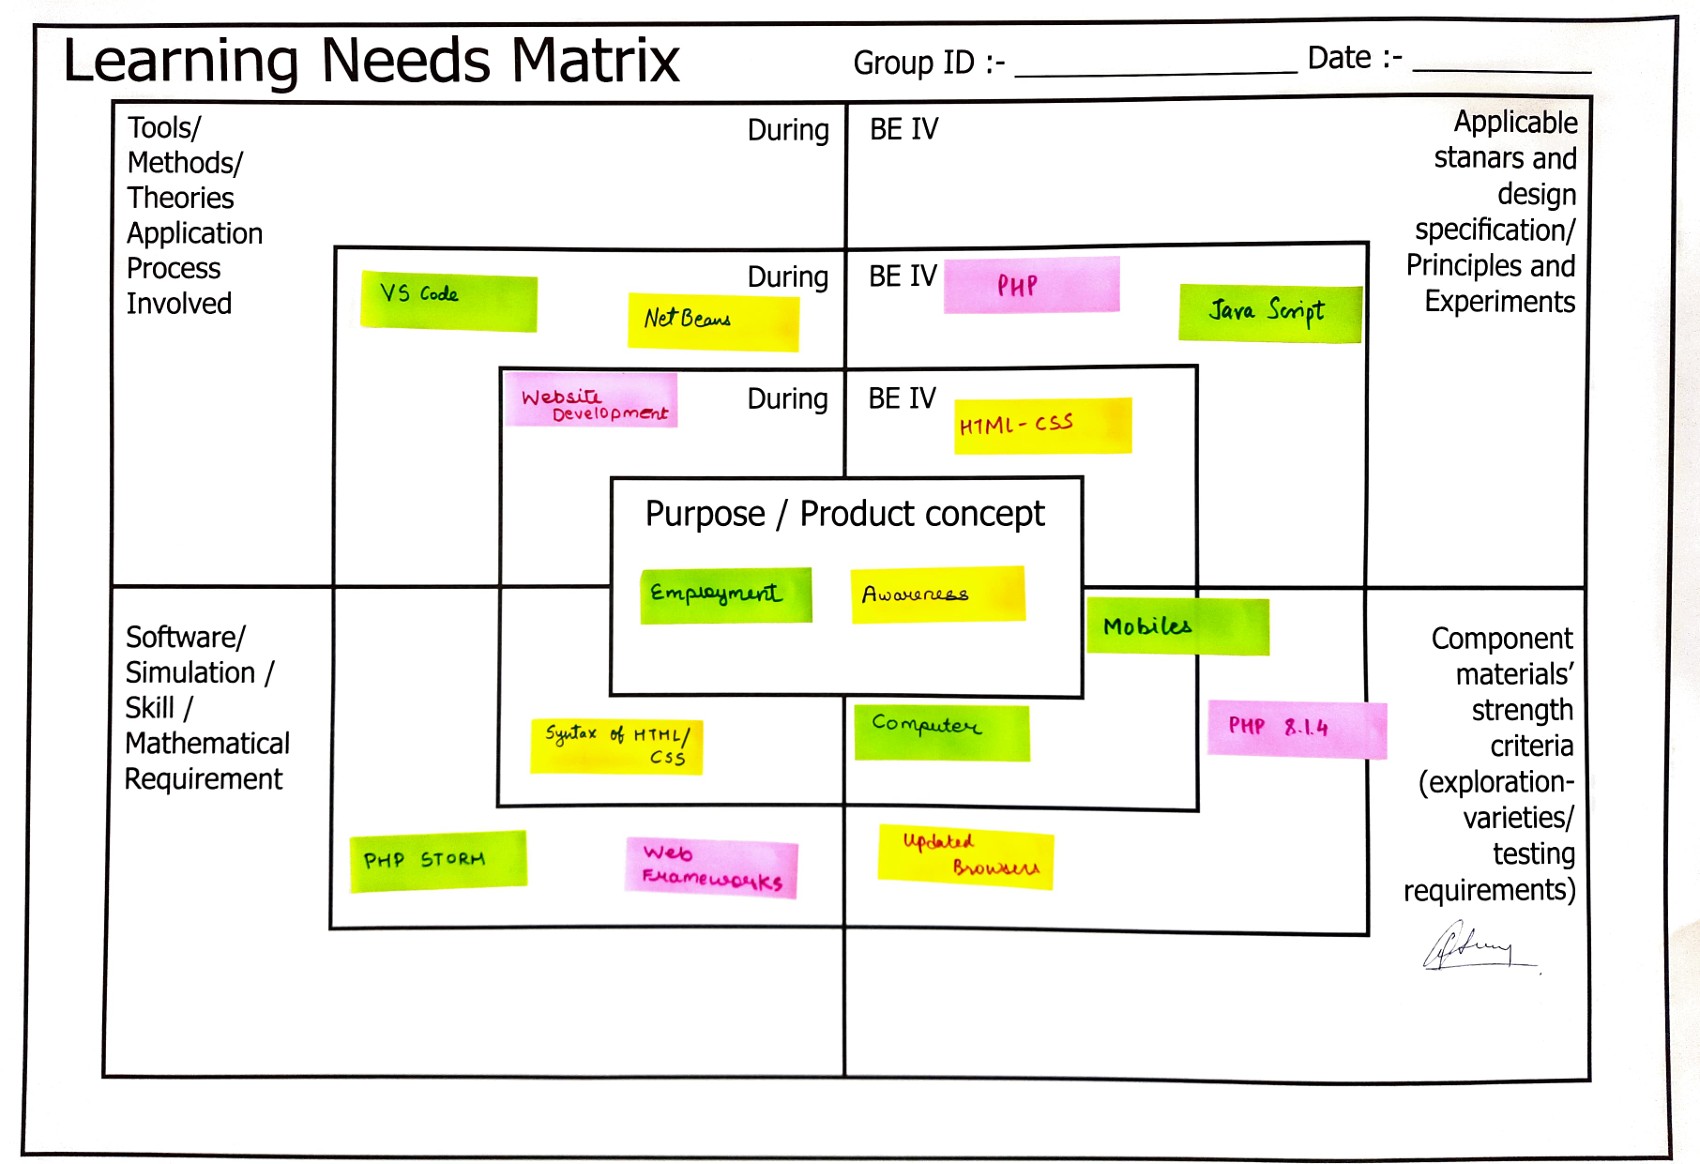 Learning Needs Matrix
Group ID :- ____________________ Date :- ____________
Tools/
Methods/
Theories
Application
Process
Involved
During
BE IV
Applicable
stanars and
design
specification/
Principles and
Experiments
During
BE IV
VS Code
Net Beans
PHP
Java Script
Website
Development
During
BE IV
HTML-CSS
Purpose / Product concept
Employment
Awareness
Mobiles
Software/
Simulation /
Skill /
Mathematical
Requirement
Component
materials’
strength
criteria
(exploration-
varieties/
testing
requirements)
Syntax of HTML/
CSS
Computer
PHP 8.1.4
PHP STORM
Web
Frameworks
Updated
Browsers